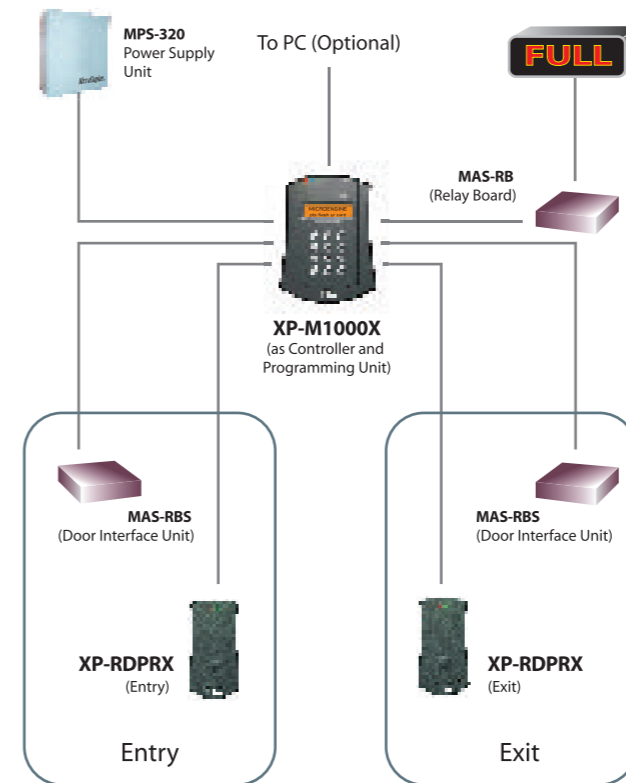 MPS-320
Power Supply
Unit
To PC (Optional)
FULL
MAS-RB
(Relay Board)
MICROENGINE
XP-M1000X
(as Controller and
Programming Unit)
MAS-RBS
(Door Interface Unit)
MAS-RBS
(Door Interface Unit)
XP-RDPRX
(Entry)
XP-RDPRX
(Exit)
Entry
Exit